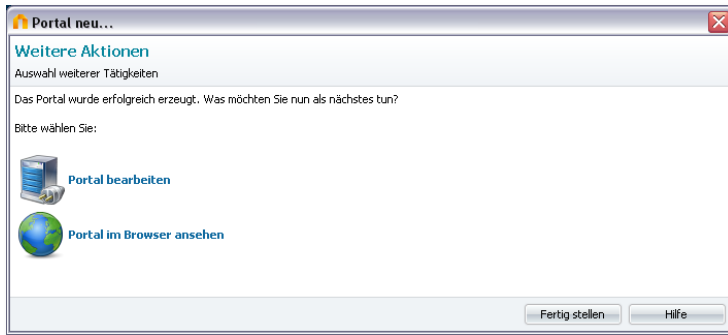 Portal neu...
Weitere Aktionen
Auswahl weiterer Tätigkeiten
Das Portal wurde erfolgreich erzeugt. Was möchten Sie nun als nächstes tun?
Bitte wählen Sie:
Portal bearbeiten
Portal im Browser ansehen
Fertig stellen
Hilfe